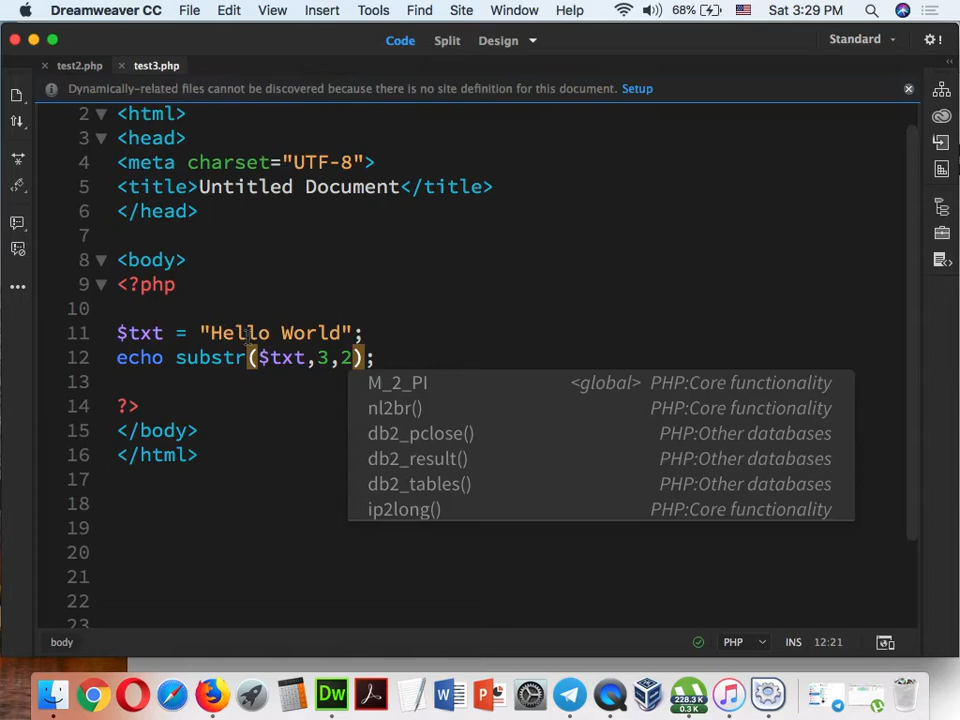 Dreamweaver CC File Edit View Insert Tools Find Site Window Help 68% Sat 3:29 PM
Code Split Design Standard
test2.php test3.php
Dynamically-related files cannot be discovered because there is no site definition for this document. Setup
2 <html>
3 <head>
4 <meta charset="UTF-8">
5 <title>Untitled Document</title>
6 </head>
7
8 <body>
9 <?php
10
11 $txt = "Hello World";
12 echo substr($txt,3,2);
13
14 ?>
15 </body>
16 </html>
17
18
19
20
21
22
23
M_2_PI <global> PHP:Core functionality
nl2br() PHP:Core functionality
db2_pclose() PHP:Other databases
db2_result() PHP:Other databases
db2_tables() PHP:Other databases
ip2long() PHP:Core functionality
body PHP INS 12:21
Dw W P 228.3 K 0.3 K